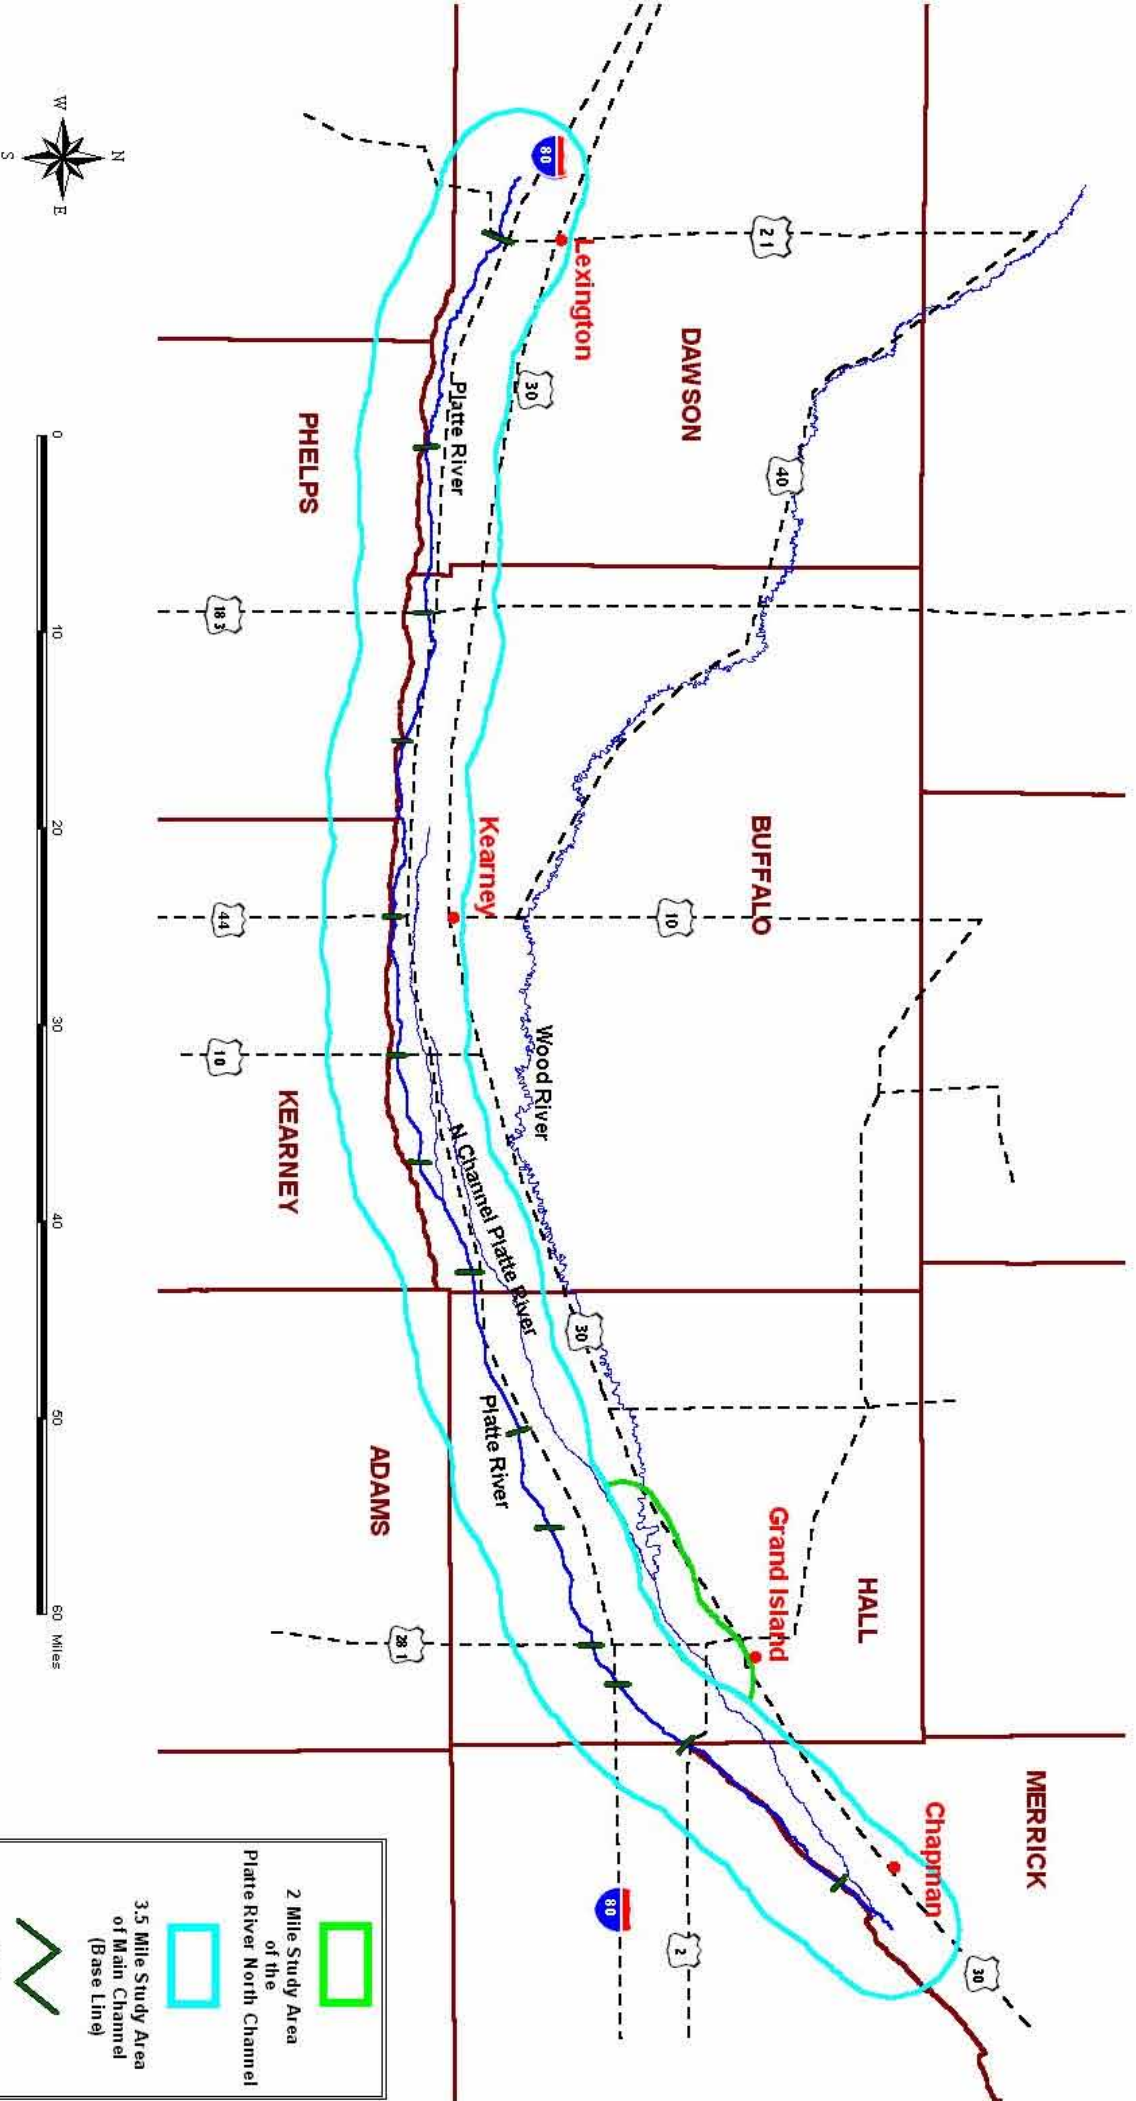 MERRICK
Chapman
30
HALL
Grand Island
2
80
BUFFALO
10
DAWSON
21
40
Lexington
80
30
Platte River
Kearney
Wood River
N Channel Platte River
30
Platte River
PHELPS
183
44
10
KEARNEY
ADAMS
281
N
W
E
S
0
10
20
30
40
50
60 Miles
2 Mile Study Area
of the
Platte River North Channel
3.5 Mile Study Area
of Main Channel
(Base Line)